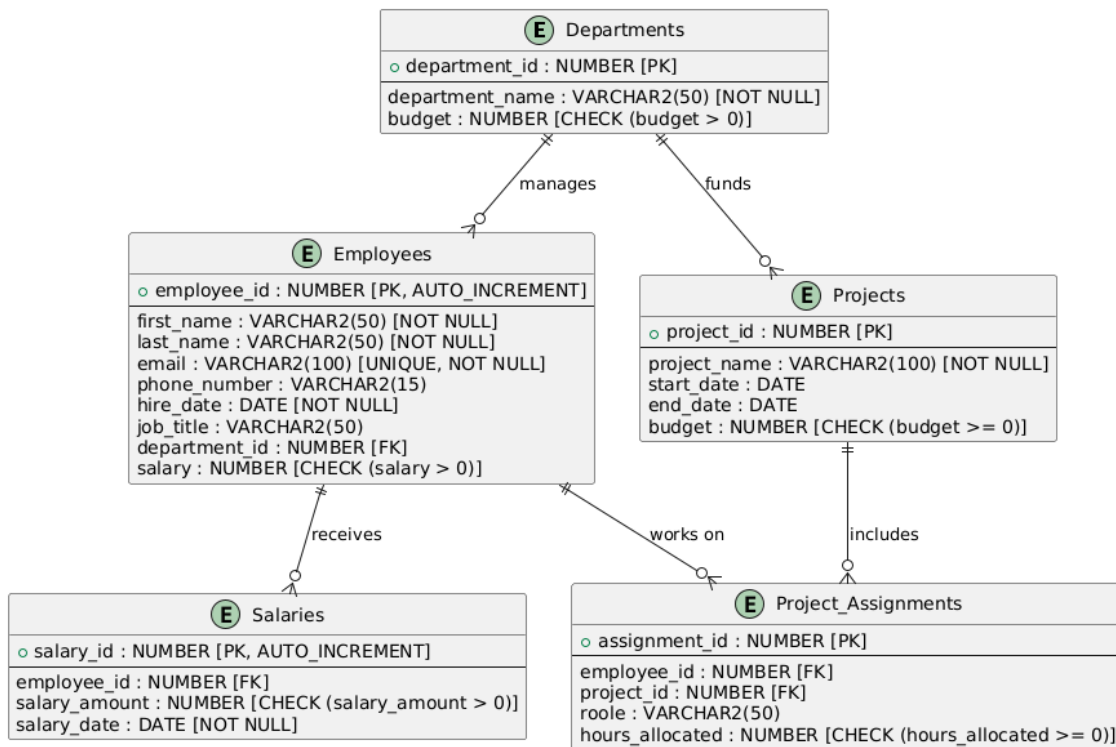 E Departments
department_id : NUMBER [PK]
department_name : VARCHAR2(50) [NOT NULL]
budget : NUMBER [CHECK (budget > 0)]
manages
funds
E Employees
employee_id : NUMBER [PK, AUTO_INCREMENT]
first_name : VARCHAR2(50) [NOT NULL]
last_name : VARCHAR2(50) [NOT NULL]
email : VARCHAR2(100) [UNIQUE, NOT NULL]
phone_number : VARCHAR2(15)
hire_date : DATE [NOT NULL]
job_title : VARCHAR2(50)
department_id : NUMBER [FK]
salary : NUMBER [CHECK (salary > 0)]
E Projects
project_id : NUMBER [PK]
project_name : VARCHAR2(100) [NOT NULL]
start_date : DATE
end_date : DATE
budget : NUMBER [CHECK (budget >= 0)]
receives
works on
includes
E Salaries
salary_id : NUMBER [PK, AUTO_INCREMENT]
employee_id : NUMBER [FK]
salary_amount : NUMBER [CHECK (salary_amount > 0)]
salary_date : DATE [NOT NULL]
E Project_Assignments
assignment_id : NUMBER [PK]
employee_id : NUMBER [FK]
project_id : NUMBER [FK]
roole : VARCHAR2(50)
hours_allocated : NUMBER [CHECK (hours_allocated >= 0)]